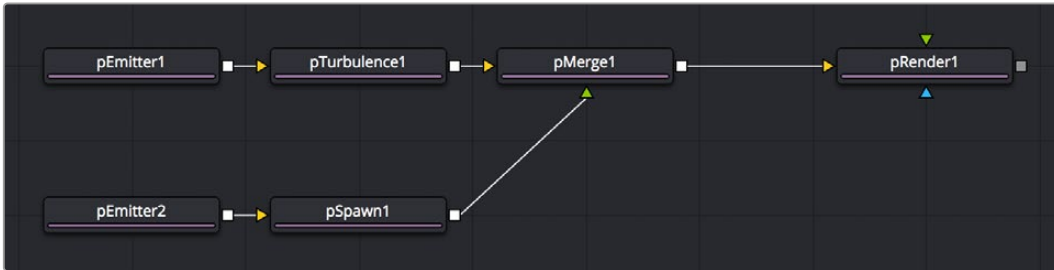 pEmitter1
pTurbulence1
pMerge1
pRender1
pEmitter2
pSpawn1